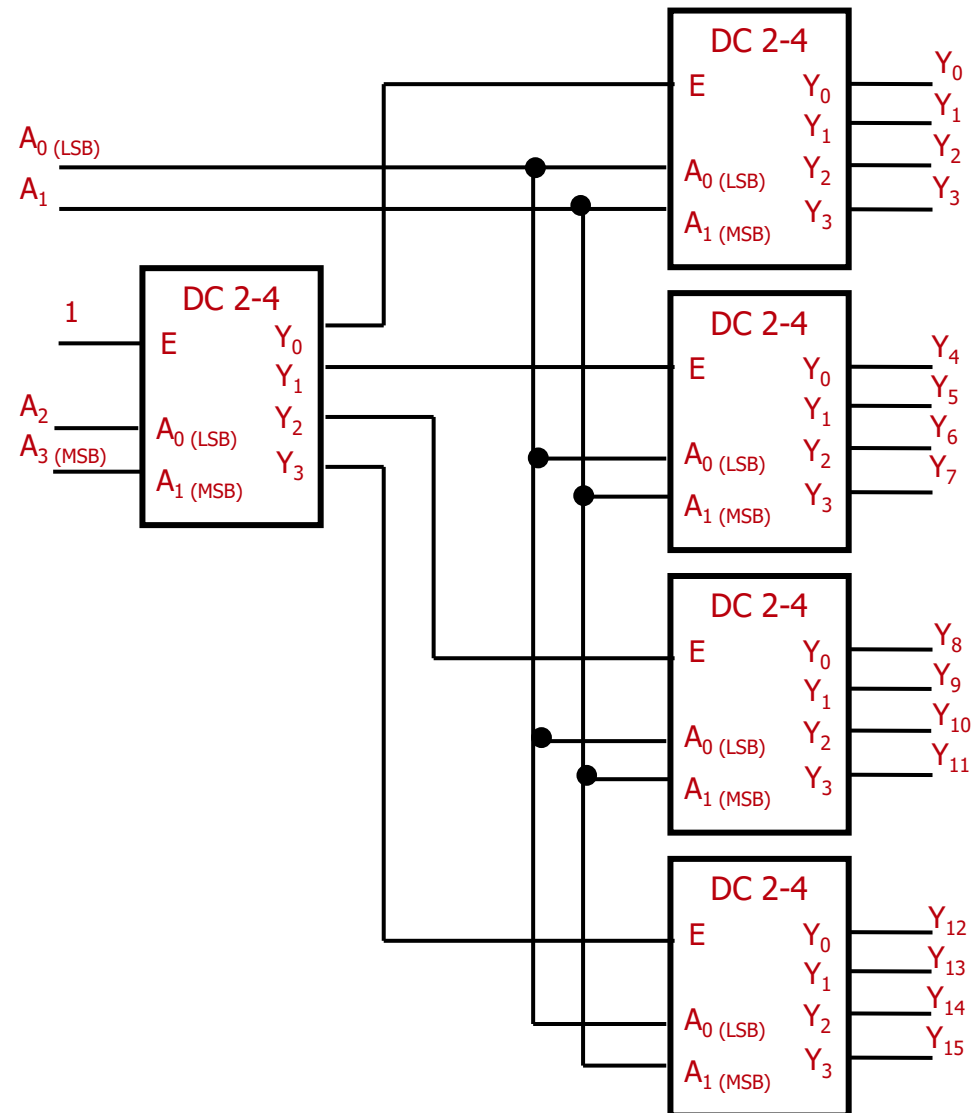 A0 (LSB)
A1
1
A2
A3 (MSB)
DC 2-4
E
A0 (LSB)
A1 (MSB)
Y0
Y1
Y2
Y3
DC 2-4
E
A0 (LSB)
A1 (MSB)
Y0
Y1
Y2
Y3
Y0
Y1
Y2
Y3
DC 2-4
E
A0 (LSB)
A1 (MSB)
Y0
Y1
Y2
Y3
Y4
Y5
Y6
Y7
DC 2-4
E
A0 (LSB)
A1 (MSB)
Y0
Y1
Y2
Y3
Y8
Y9
Y10
Y11
DC 2-4
E
A0 (LSB)
A1 (MSB)
Y0
Y1
Y2
Y3
Y12
Y13
Y14
Y15